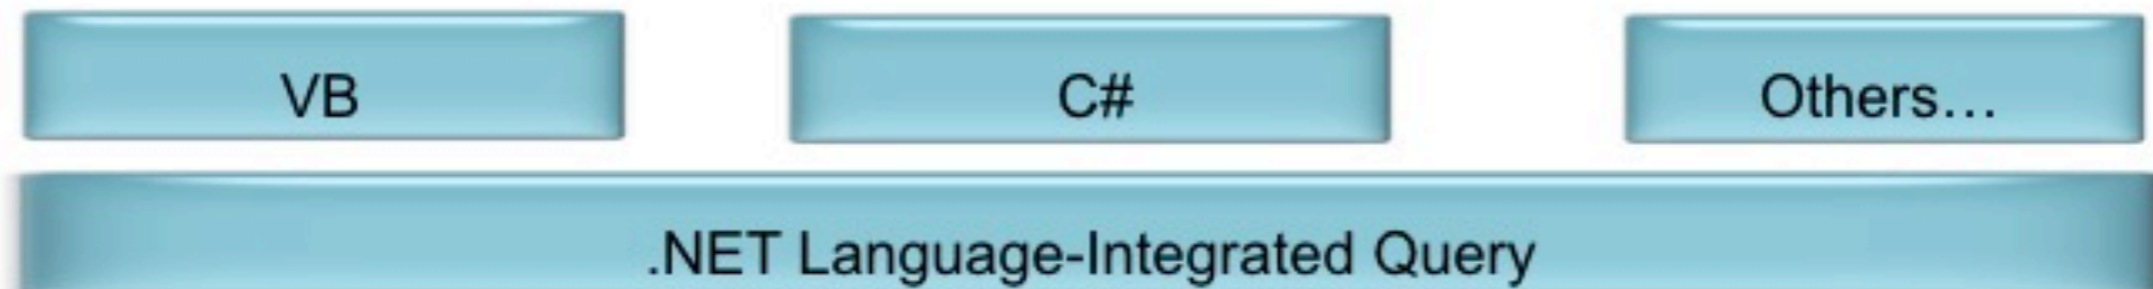 VB
C#
Others…
.NET Language-Integrated Query